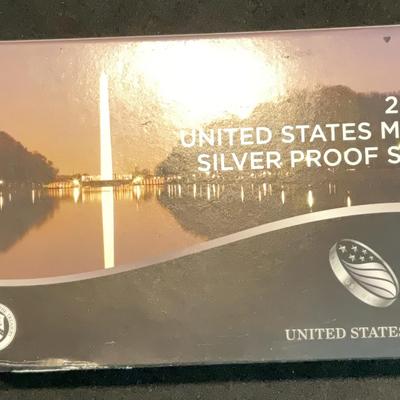 2
UNITED STATES M
SILVER PROOF S
UNITED STATES